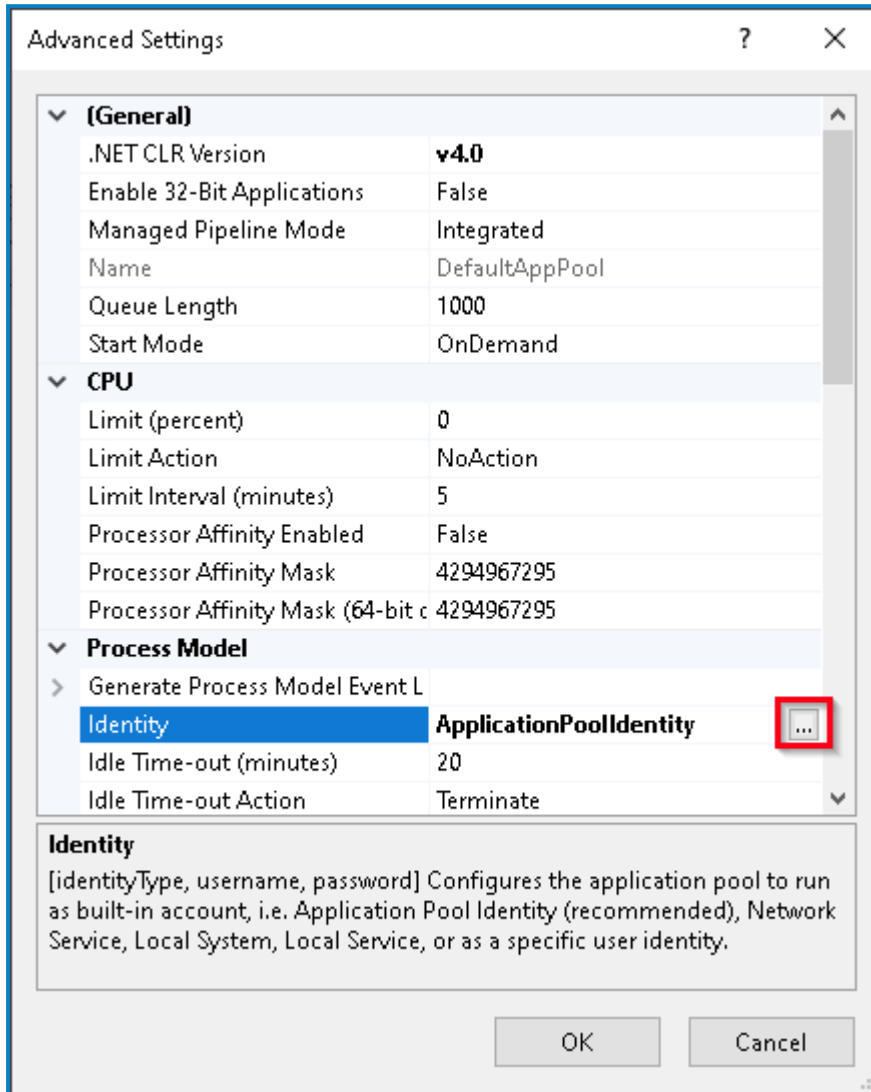 Advanced Settings ? ×
(General)
.NET CLR Version v4.0
Enable 32-Bit Applications False
Managed Pipeline Mode Integrated
Name DefaultAppPool
Queue Length 1000
Start Mode OnDemand
CPU
Limit (percent) 0
Limit Action NoAction
Limit Interval (minutes) 5
Processor Affinity Enabled False
Processor Affinity Mask 4294967295
Processor Affinity Mask (64-bit c 4294967295
Process Model
Generate Process Model Event L
Identity ApplicationPoolIdentity ...
Idle Time-out (minutes) 20
Idle Time-out Action Terminate
Identity
[identityType, username, password] Configures the application pool to run
as built-in account, i.e. Application Pool Identity (recommended), Network
Service, Local System, Local Service, or as a specific user identity.
OK Cancel